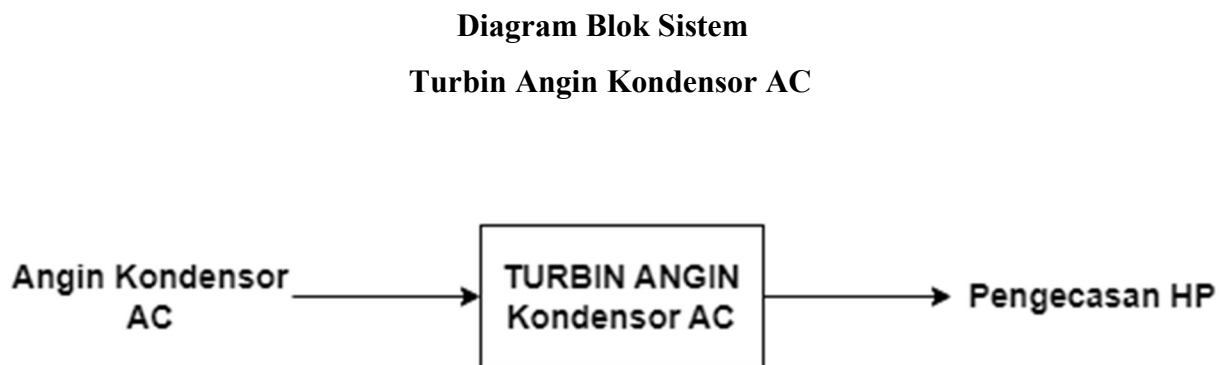 Diagram Blok Sistem
Turbin Angin Kondensor AC
Angin Kondensor
AC
TURBIN ANGIN
Kondensor AC
Pengecasan HP